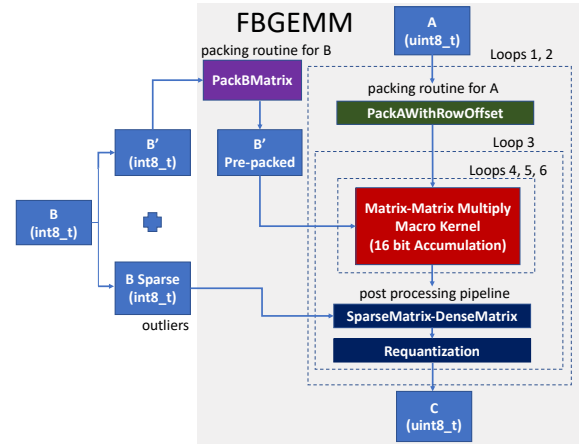 FBGEMM
A
(uint8_t)
Loops 1, 2
packing routine for B
PackBMatrix
packing routine for A
PackAWithRowOffset
B'
(int8_t)
B'
Pre-packed
Loop 3
Loops 4, 5, 6
B
(int8_t)
Matrix-Matrix Multiply
Macro Kernel
(16 bit Accumulation)
B Sparse
(int8_t)
outliers
post processing pipeline
SparseMatrix-DenseMatrix
Requantization
C
(uint8_t)